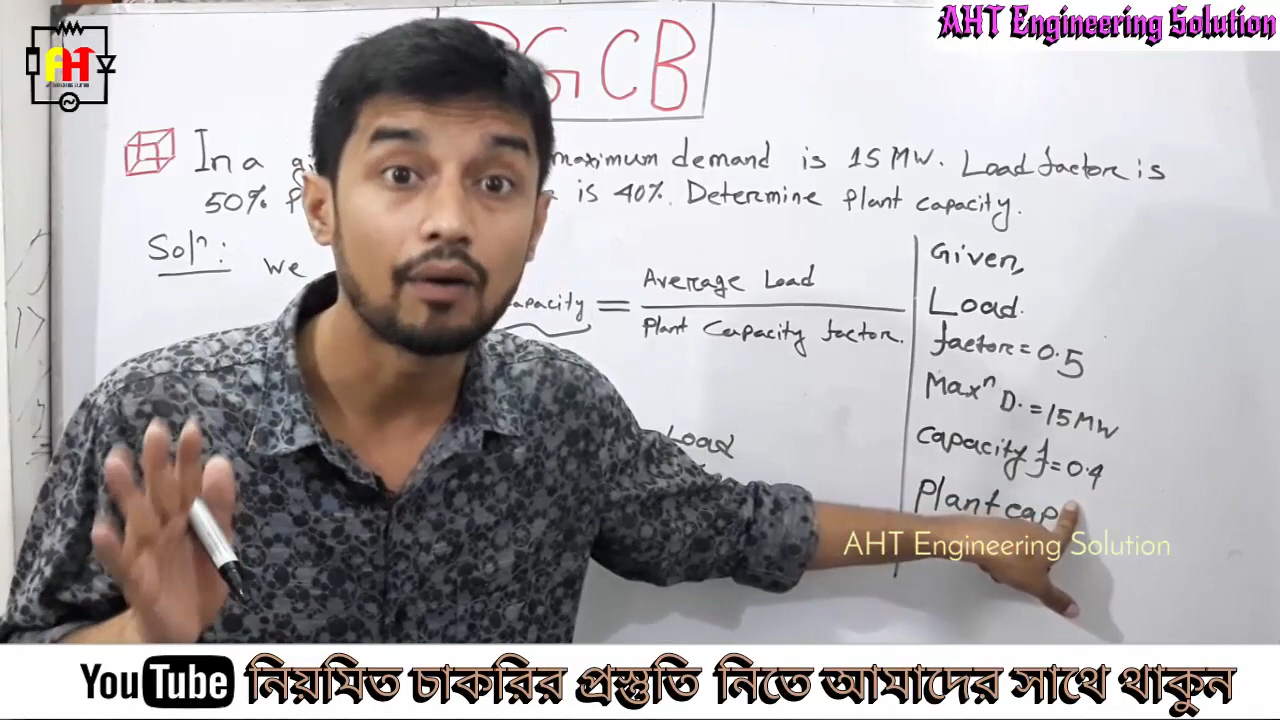 AHT Engineering Solution
AHT
GCB
In a maximum demand is 15 MW. Load factor is
50% is 40%. Determine plant capacity.
Solⁿ: we
capacity = Average Load
Plant Capacity factor.
Load
Given,
Load
factor = 0.5
Maxⁿ D. = 15 MW
capacity f = 0.4
Plant cap
AHT Engineering Solution
YouTube নিয়মিত চাকরির প্রস্তুতি নিতে আমাদের সাথে থাকুন